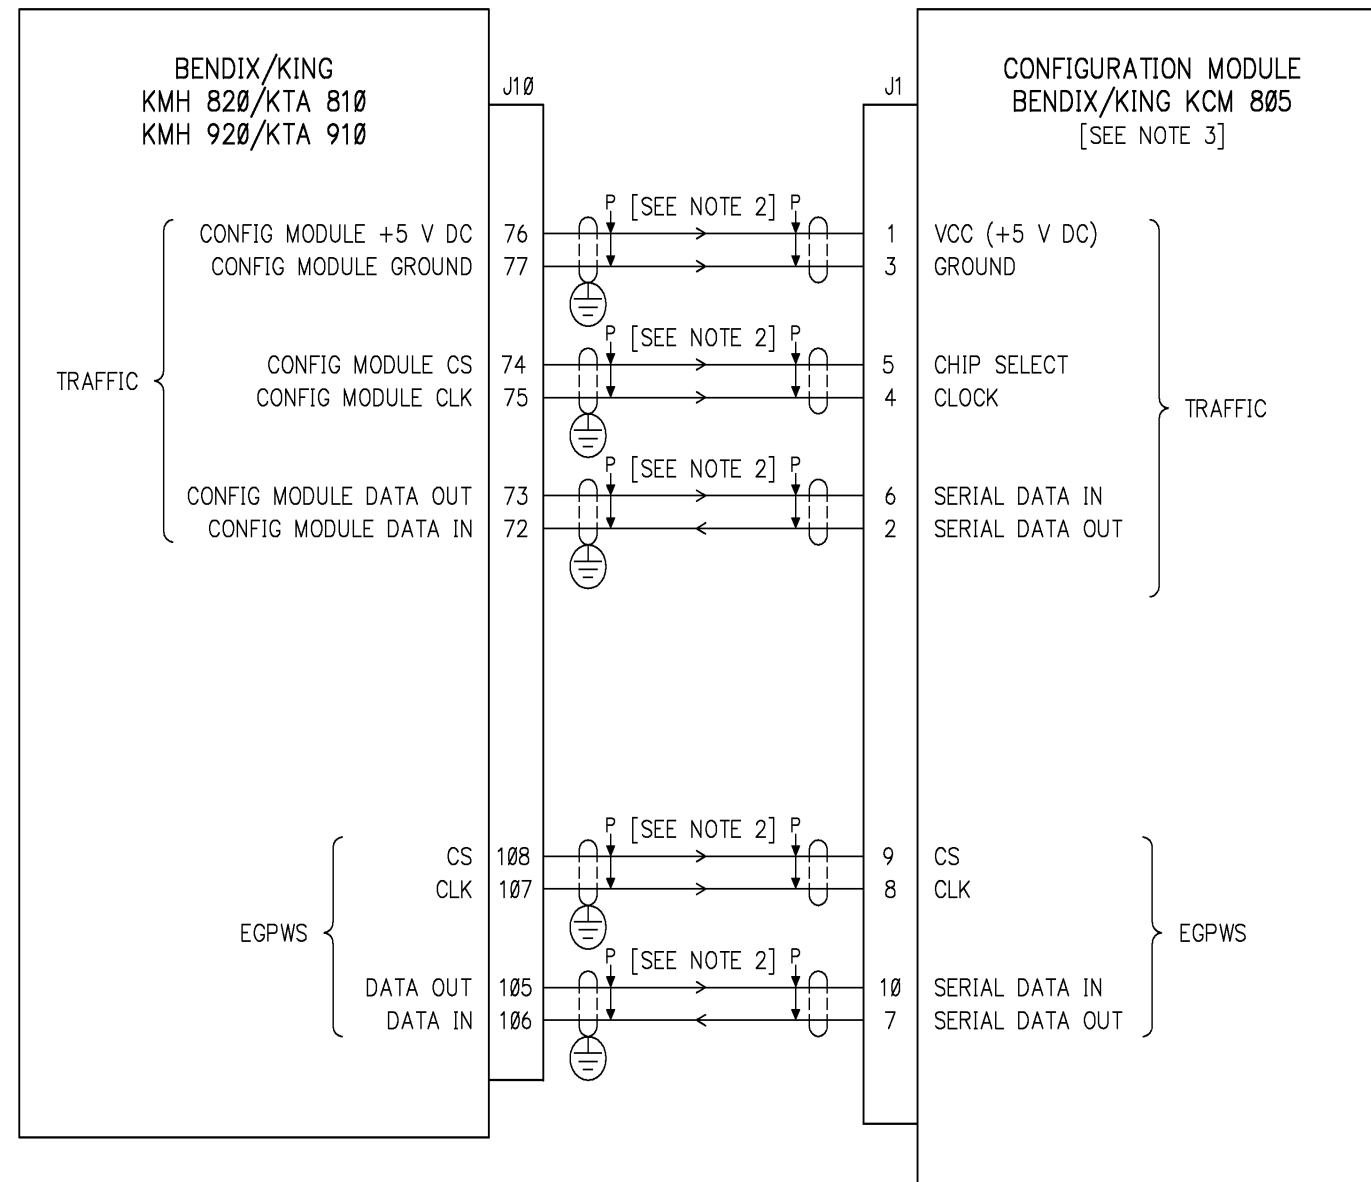 BENDIX/KING
KMH 82Ø/KTA 81Ø
KMH 92Ø/KTA 91Ø
J1Ø
J1
CONFIGURATION MODULE
BENDIX/KING KCM 8Ø5
[SEE NOTE 3]
P [SEE NOTE 2] P
CONFIG MODULE +5 V DC 76 1 VCC (+5 V DC)
CONFIG MODULE GROUND 77 3 GROUND
P [SEE NOTE 2] P
CONFIG MODULE CS 74 5 CHIP SELECT
TRAFFIC
CONFIG MODULE CLK 75 4 CLOCK
TRAFFIC
P [SEE NOTE 2] P
CONFIG MODULE DATA OUT 73 6 SERIAL DATA IN
CONFIG MODULE DATA IN 72 2 SERIAL DATA OUT
P [SEE NOTE 2] P
CS 1Ø8 9 CS
CLK 1Ø7 8 CLK
EGPWS
EGPWS
P [SEE NOTE 2] P
DATA OUT 1Ø5 1Ø SERIAL DATA IN
DATA IN 1Ø6 7 SERIAL DATA OUT